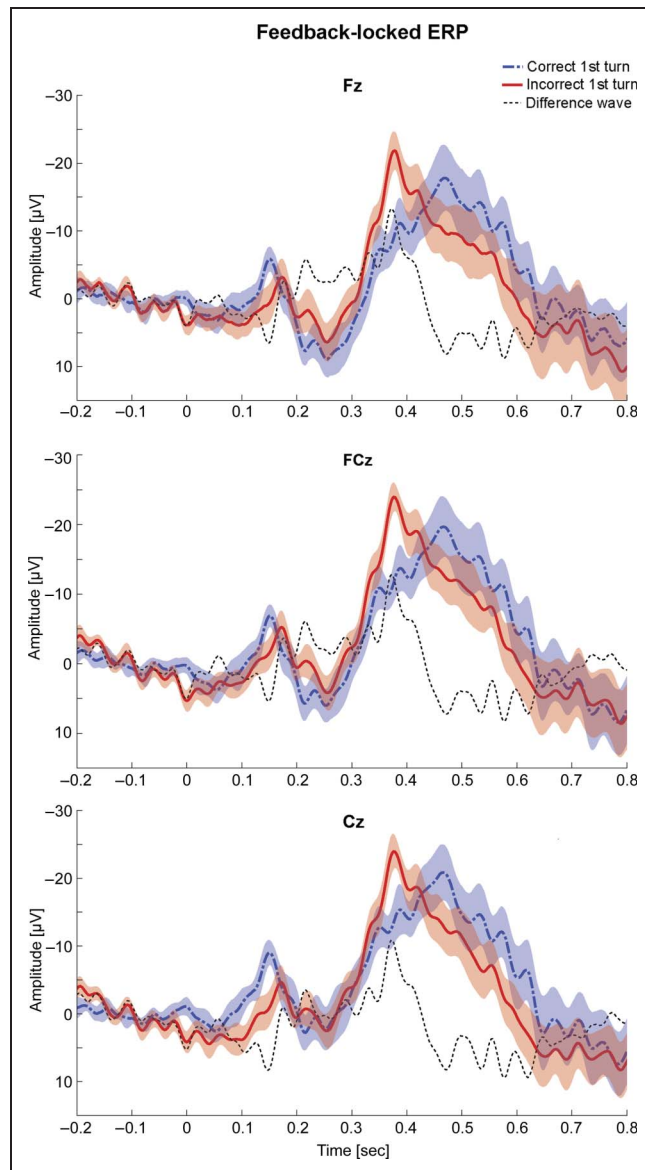 Feedback-locked ERP
Correct 1st turn
Incorrect 1st turn
Difference wave
Fz
–30
–20
–10
0
10
Amplitude [µV]
–0.2 –0.1 0 0.1 0.2 0.3 0.4 0.5 0.6 0.7 0.8
FCz
–30
–20
–10
0
10
Amplitude [µV]
–0.2 –0.1 0 0.1 0.2 0.3 0.4 0.5 0.6 0.7 0.8
Cz
–30
–20
–10
0
10
Amplitude [µV]
–0.2 –0.1 0 0.1 0.2 0.3 0.4 0.5 0.6 0.7 0.8
Time [sec]